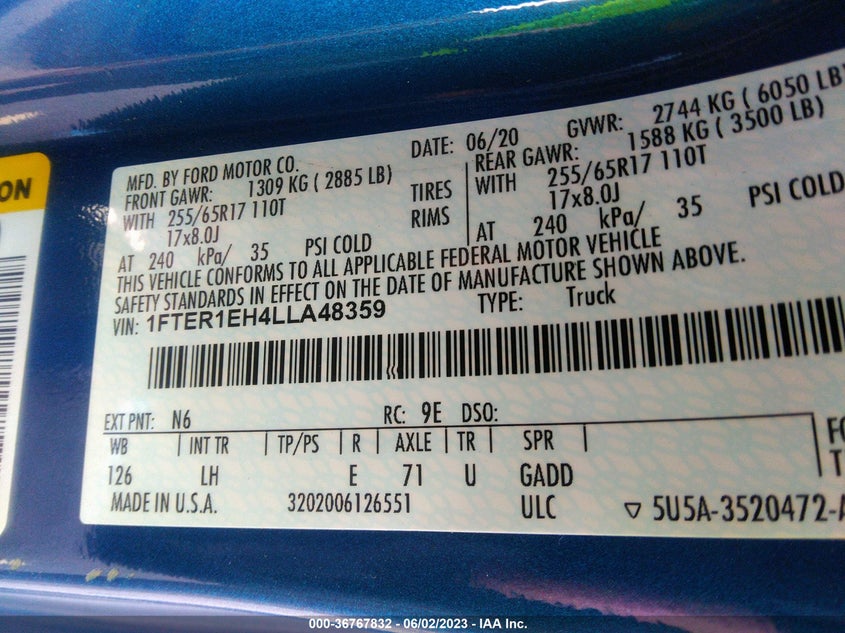 ON
MFD. BY FORD MOTOR CO. DATE: 06/20 GVWR: 2744 KG ( 6050 LB)
FRONT GAWR: 1309 KG ( 2885 LB) REAR GAWR: 1588 KG ( 3500 LB)
WITH 255/65R17 110T TIRES WITH 255/65R17 110T
17x8.0J RIMS 17x8.0J
AT 240 kPa/ 35 PSI COLD AT 240 kPa/ 35 PSI COLD
THIS VEHICLE CONFORMS TO ALL APPLICABLE FEDERAL MOTOR VEHICLE
SAFETY STANDARDS IN EFFECT ON THE DATE OF MANUFACTURE SHOWN ABOVE.
VIN: 1FTER1EH4LLA48359 TYPE: Truck
EXT PNT: N6 RC: 9E DSO:
WB INT TR TP/PS R AXLE TR SPR
126 LH E 71 U GADD
MADE IN U.S.A. 3202006126551 ULC ▽ 5U5A-3520472-A
000-36767832 - 06/02/2023 - IAA Inc.